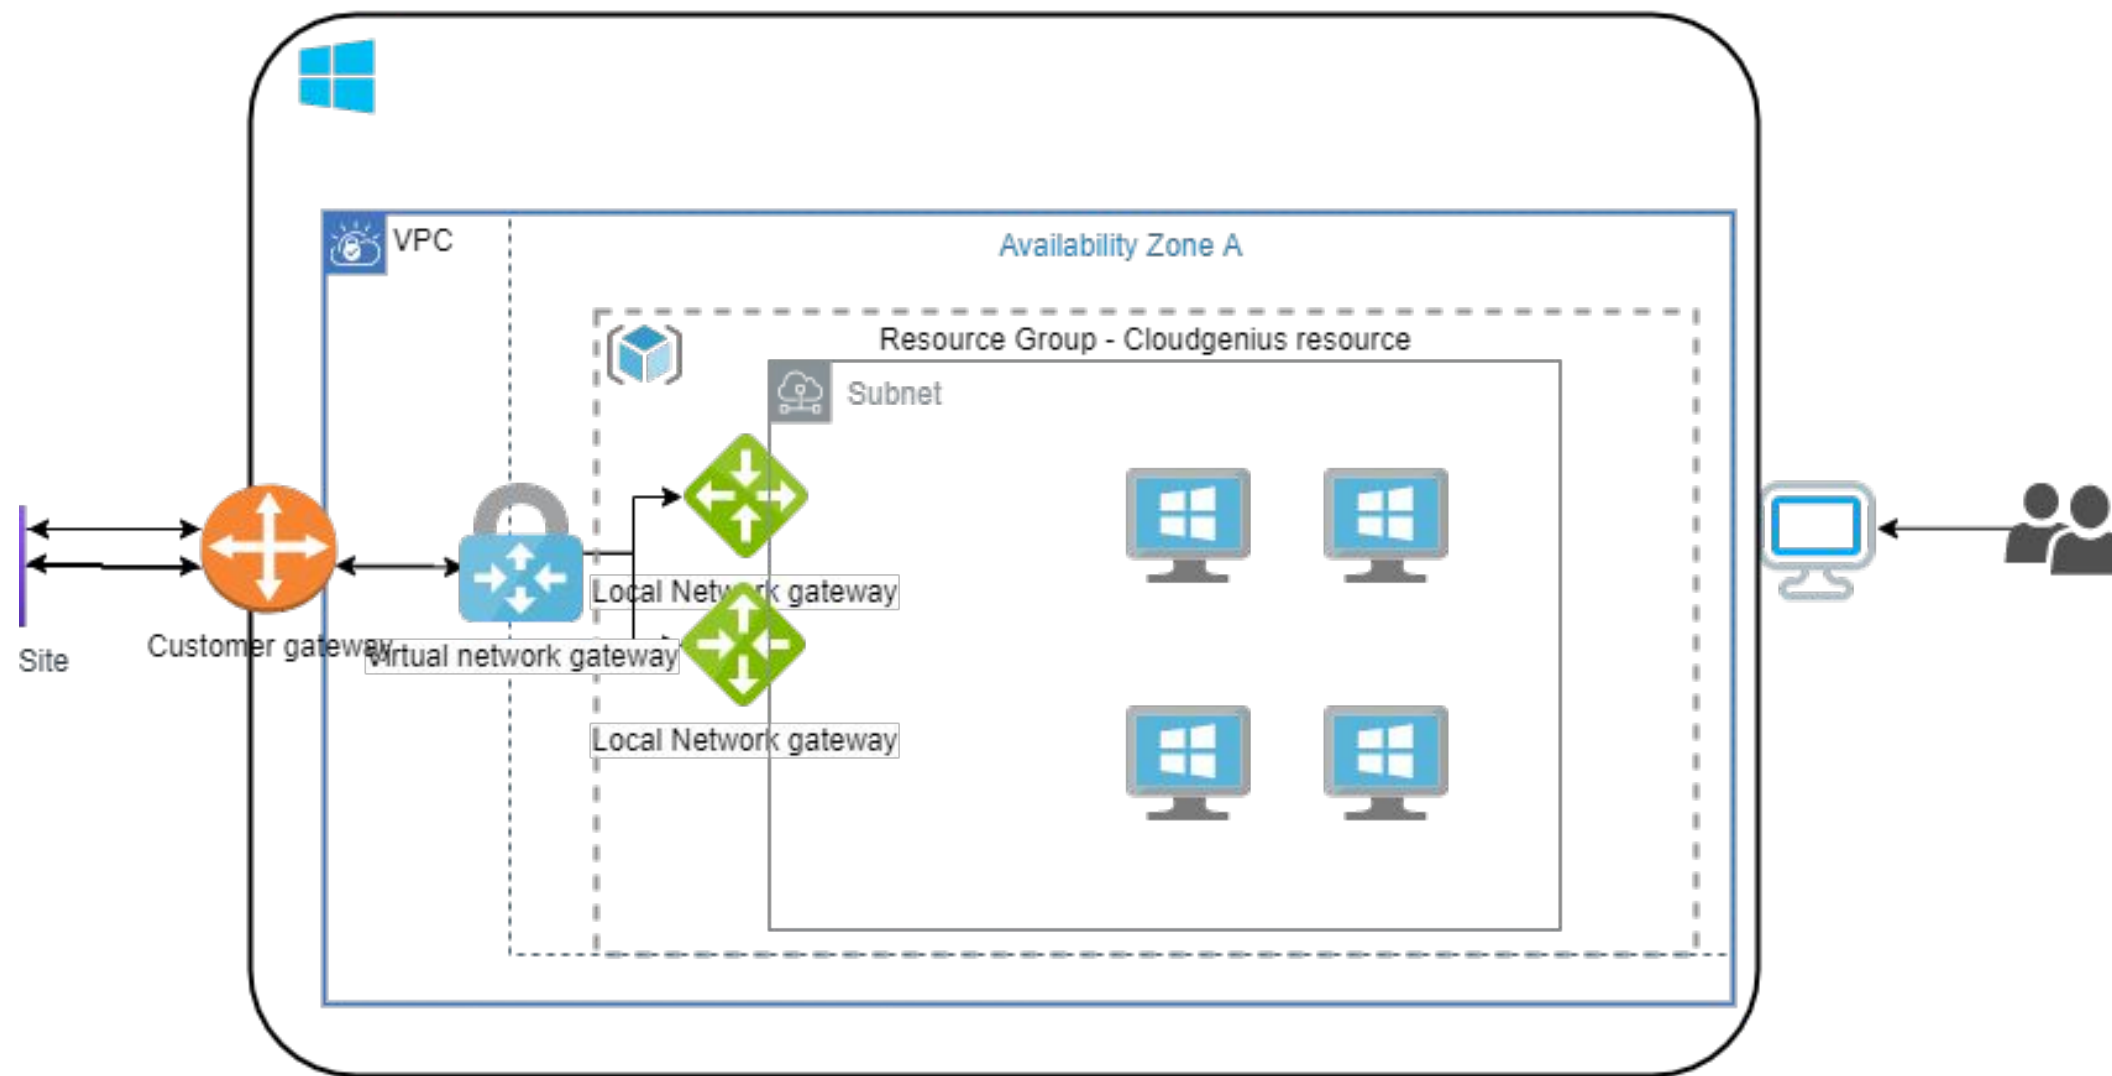 VPC
Availability Zone A
Resource Group - Cloudgenius resource
Subnet
Local Network gateway
Customer gateway
Virtual network gateway
Site
Local Network gateway